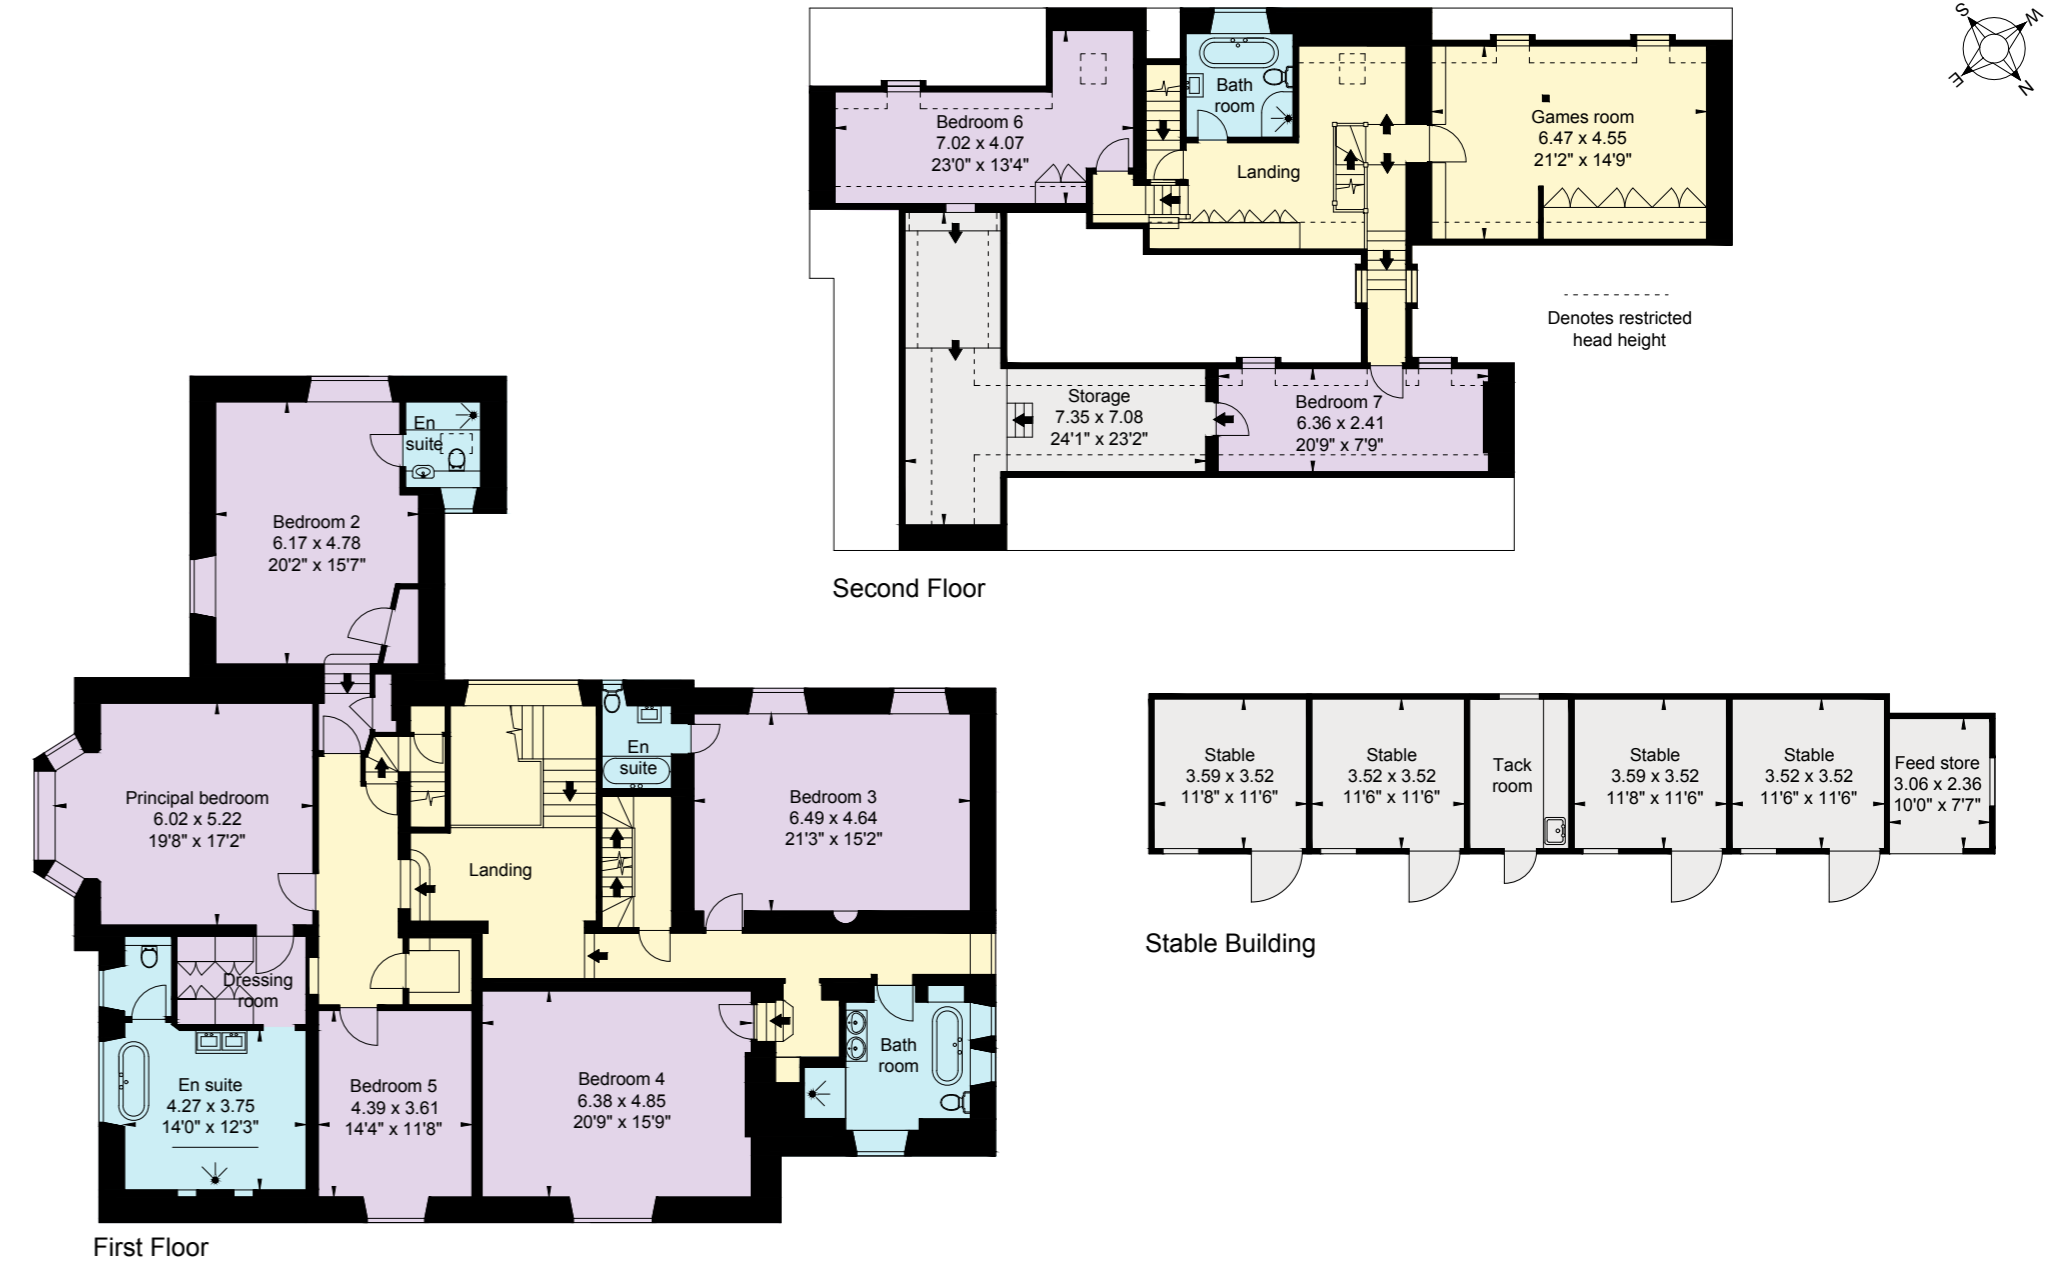 S
W
E
N
Bath
room
Bedroom 6
7.02 x 4.07
23'0" x 13'4"
Landing
Games room
6.47 x 4.55
21'2" x 14'9"
Denotes restricted
head height
Storage
7.35 x 7.08
24'1" x 23'2"
Bedroom 7
6.36 x 2.41
20'9" x 7'9"
Second Floor
En
suite
Bedroom 2
6.17 x 4.78
20'2" x 15'7"
Principal bedroom
6.02 x 5.22
19'8" x 17'2"
En
suite
Bedroom 3
6.49 x 4.64
21'3" x 15'2"
Landing
Dressing
room
En suite
4.27 x 3.75
14'0" x 12'3"
Bedroom 5
4.39 x 3.61
14'4" x 11'8"
Bedroom 4
6.38 x 4.85
20'9" x 15'9"
Bath
room
First Floor
Stable
3.59 x 3.52
11'8" x 11'6"
Stable
3.52 x 3.52
11'6" x 11'6"
Tack
room
Stable
3.59 x 3.52
11'8" x 11'6"
Stable
3.52 x 3.52
11'6" x 11'6"
Feed store
3.06 x 2.36
10'0" x 7'7"
Stable Building